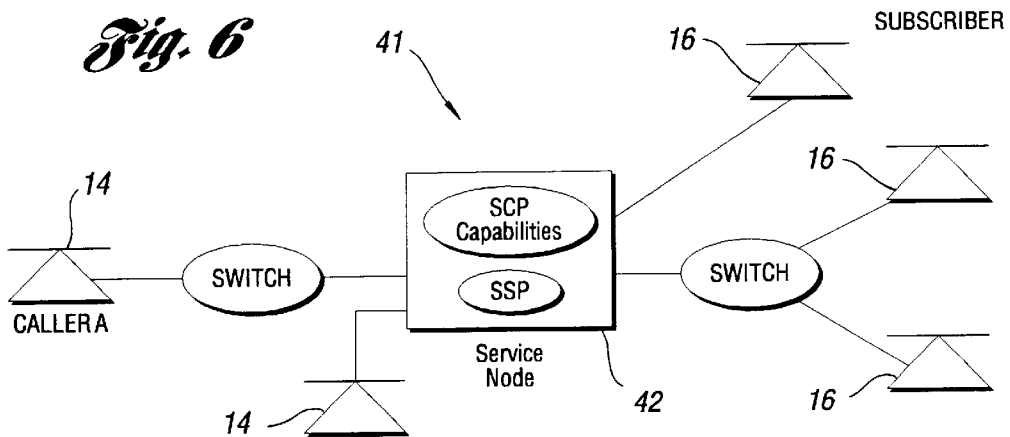 Fig. 6
SUBSCRIBER
41
16
16
14
SCP
Capabilities
SWITCH
SWITCH
SSP
CALLER A
Service
Node
42
14
16